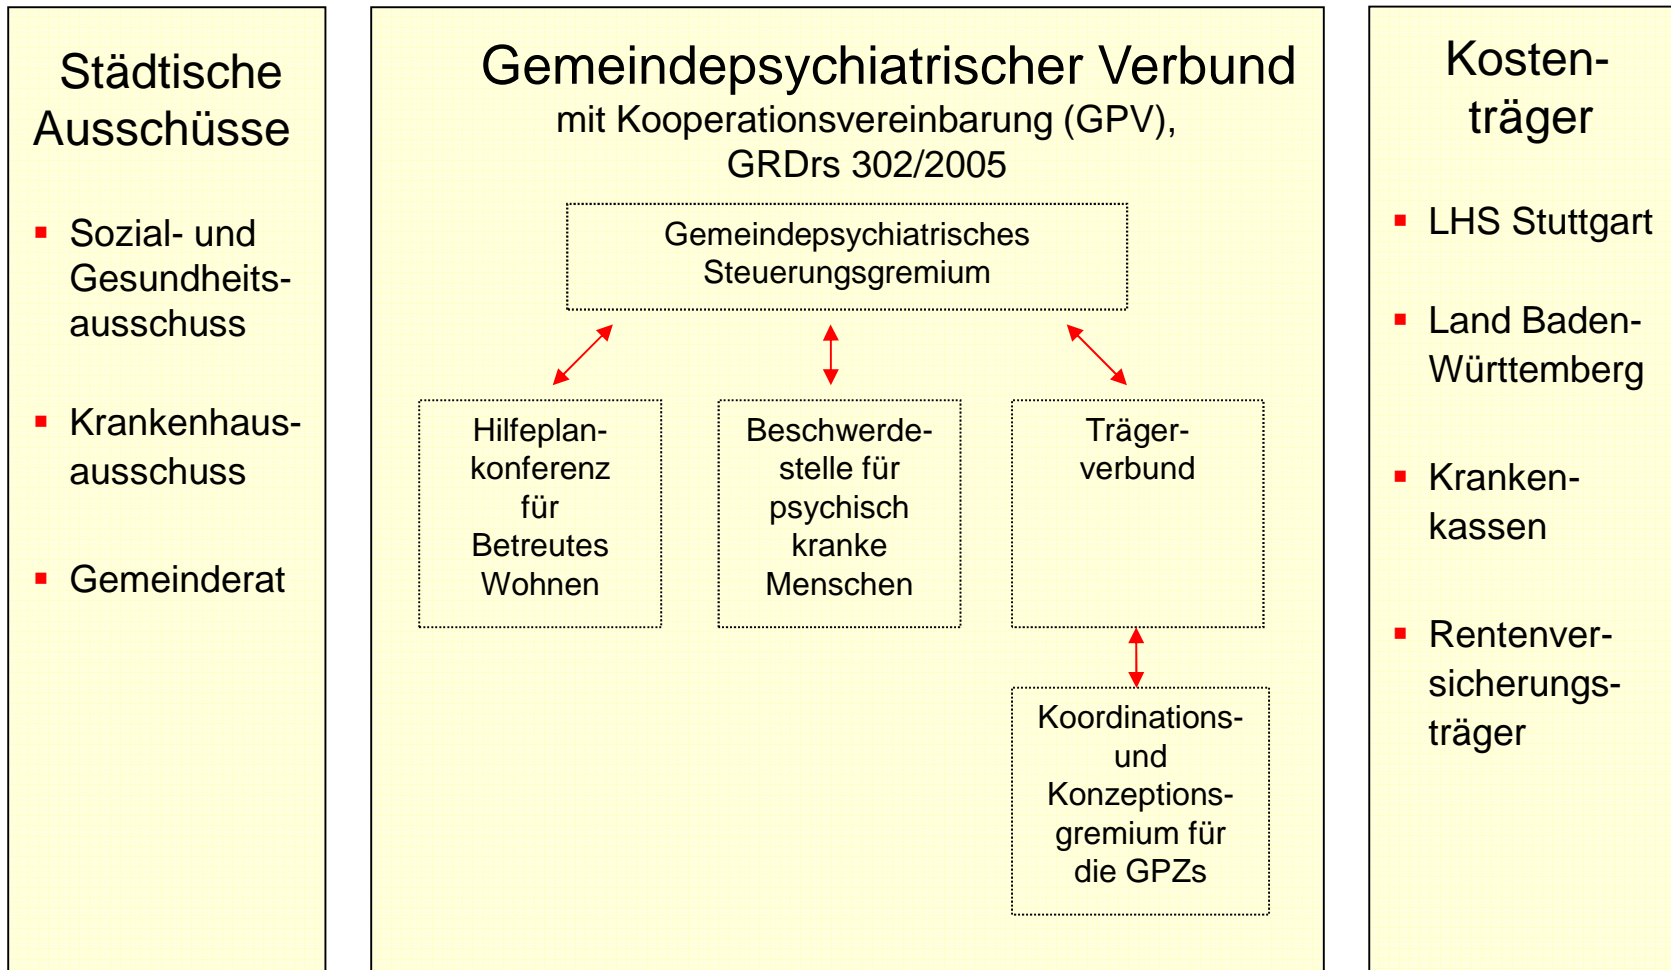 Städtische
Ausschüsse
Sozial- und
Gesundheits-
ausschuss
Krankenhaus-
ausschuss
Gemeinderat
Gemeindepsychiatrischer Verbund
mit Kooperationsvereinbarung (GPV),
GRDrs 302/2005
Gemeindepsychiatrisches
Steuerungsgremium
Hilfeplan-
konferenz
für
Betreutes
Wohnen
Beschwerde-
stelle für
psychisch
kranke
Menschen
Träger-
verbund
Koordinations-
und
Konzeptions-
gremium für
die GPZs
Kosten-
träger
LHS Stuttgart
Land Baden-
Württemberg
Kranken-
kassen
Rentenver-
sicherungs-
träger